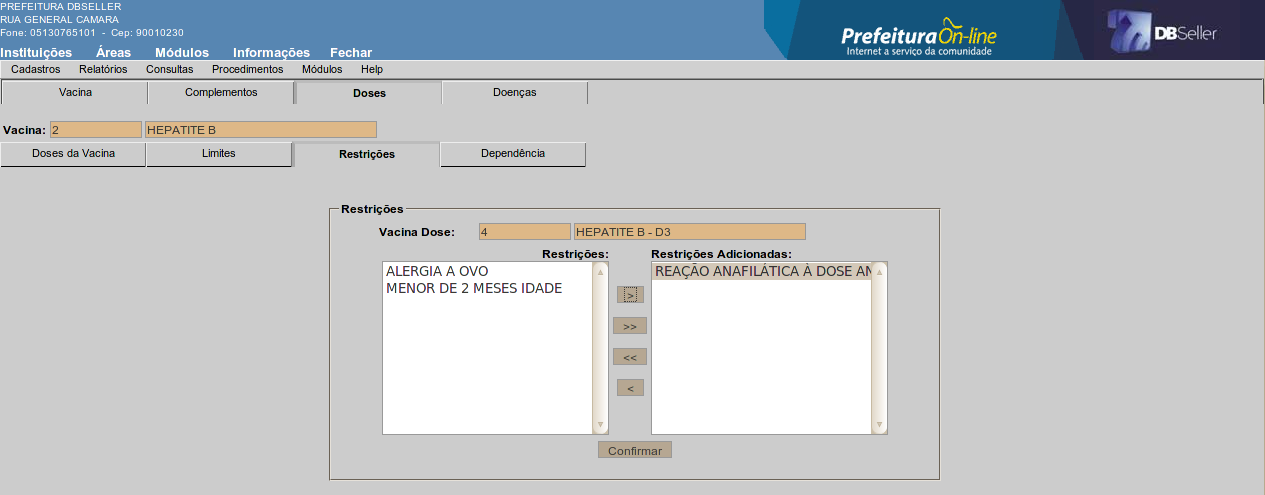 PREFEITURA DBSELLER
RUA GENERAL CAMARA
Fone: 05130765101 - Cep: 90010230
PrefeituraOn-line
Internet a serviço da comunidade
DBSeller
Instituições Áreas Módulos Informações Fechar
Cadastros Relatórios Consultas Procedimentos Módulos Help
Vacina Complementos Doses Doenças
Vacina: 2 HEPATITE B
Doses da Vacina Limites Restrições Dependência
Restrições
Vacina Dose: 4 HEPATITE B - D3
Restrições: Restrições Adicionadas:
ALERGIA A OVO
MENOR DE 2 MESES IDADE
>
>>
<<
<
REAÇÃO ANAFILÁTICA À DOSE AN
Confirmar